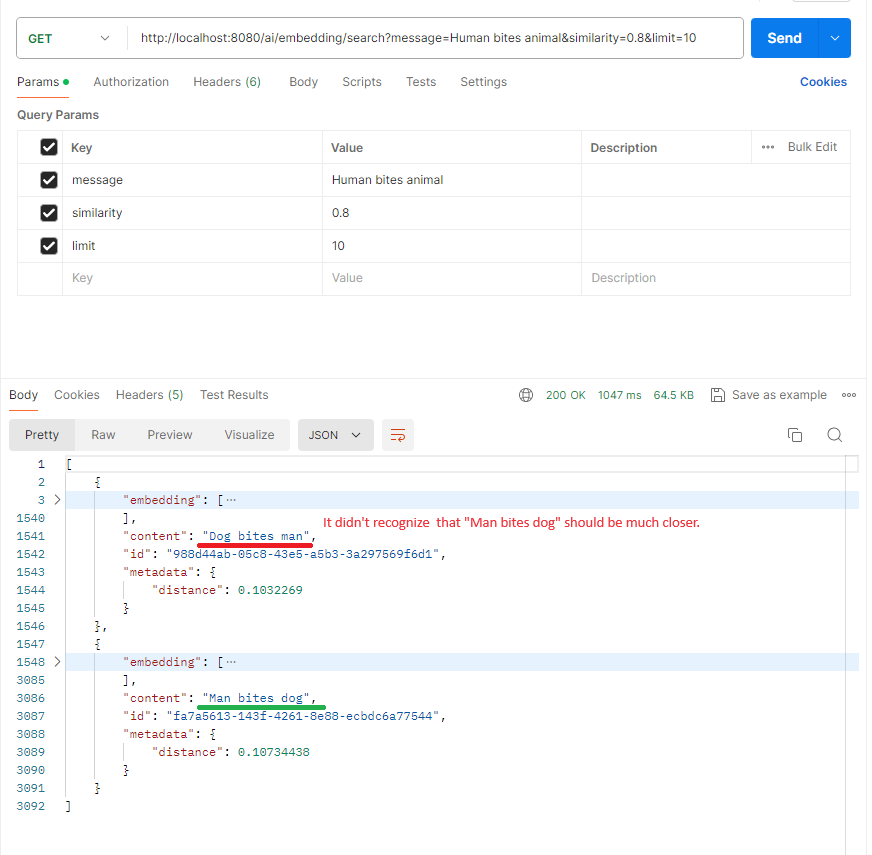 GET http://localhost:8080/ai/embedding/search?message=Human bites animal&similarity=0.8&limit=10 Send
Params Authorization Headers (6) Body Scripts Tests Settings Cookies
Query Params
Key Value Description ••• Bulk Edit
message Human bites animal
similarity 0.8
limit 10
Key Value Description
Body Cookies Headers (5) Test Results 200 OK 1047 ms 64.5 KB Save as example •••
Pretty Raw Preview Visualize JSON
1 [
2 {
3 "embedding": [ ···
1540 ],
It didn't recognize that "Man bites dog" should be much closer.
1541 "content": "Dog bites man",
1542 "id": "988d44ab-05c8-43e5-a5b3-3a297569f6d1",
1543 "metadata": {
1544 "distance": 0.1032269
1545 }
1546 },
1547 {
1548 "embedding": [ ···
3085 ],
3086 "content": "Man bites dog",
3087 "id": "fa7a5613-143f-4261-8e88-ecbdc6a77544",
3088 "metadata": {
3089 "distance": 0.10734438
3090 }
3091 }
3092 ]